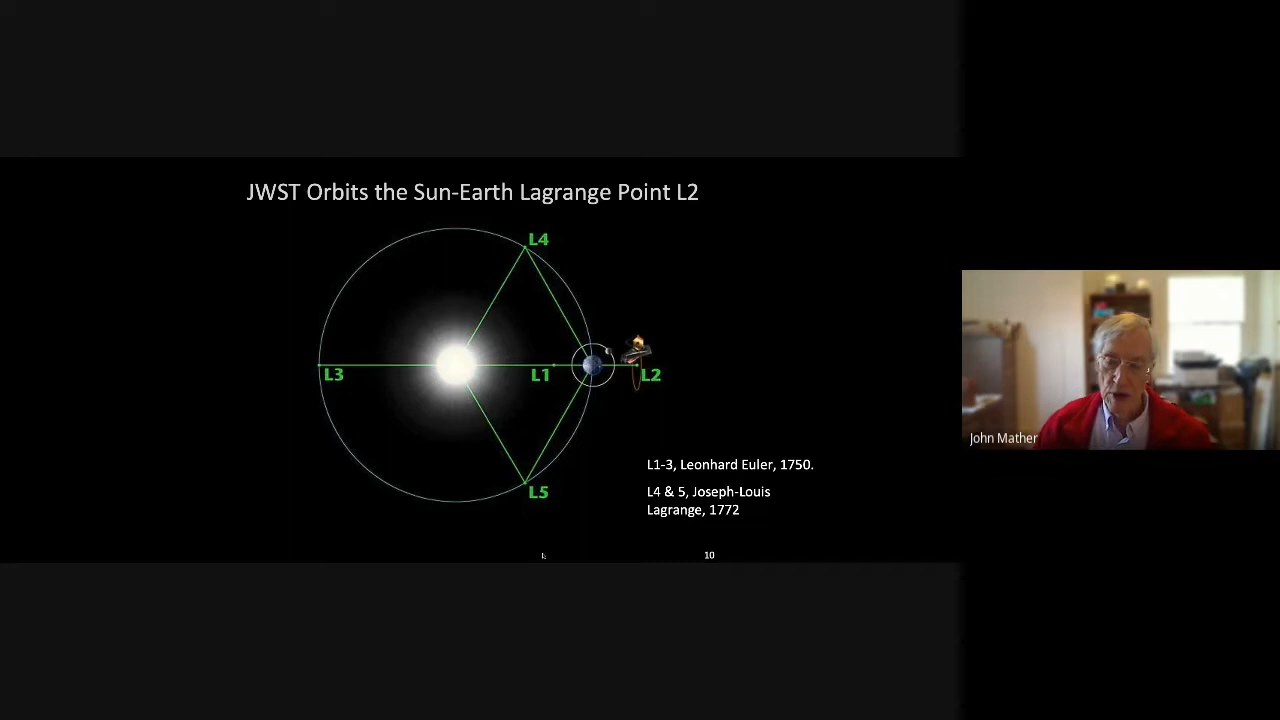 JWST Orbits the Sun-Earth Lagrange Point L2
L4
L3
L1
L2
L5
L1-3, Leonhard Euler, 1750.
L4 & 5, Joseph-Louis
Lagrange, 1772
10
John Mather